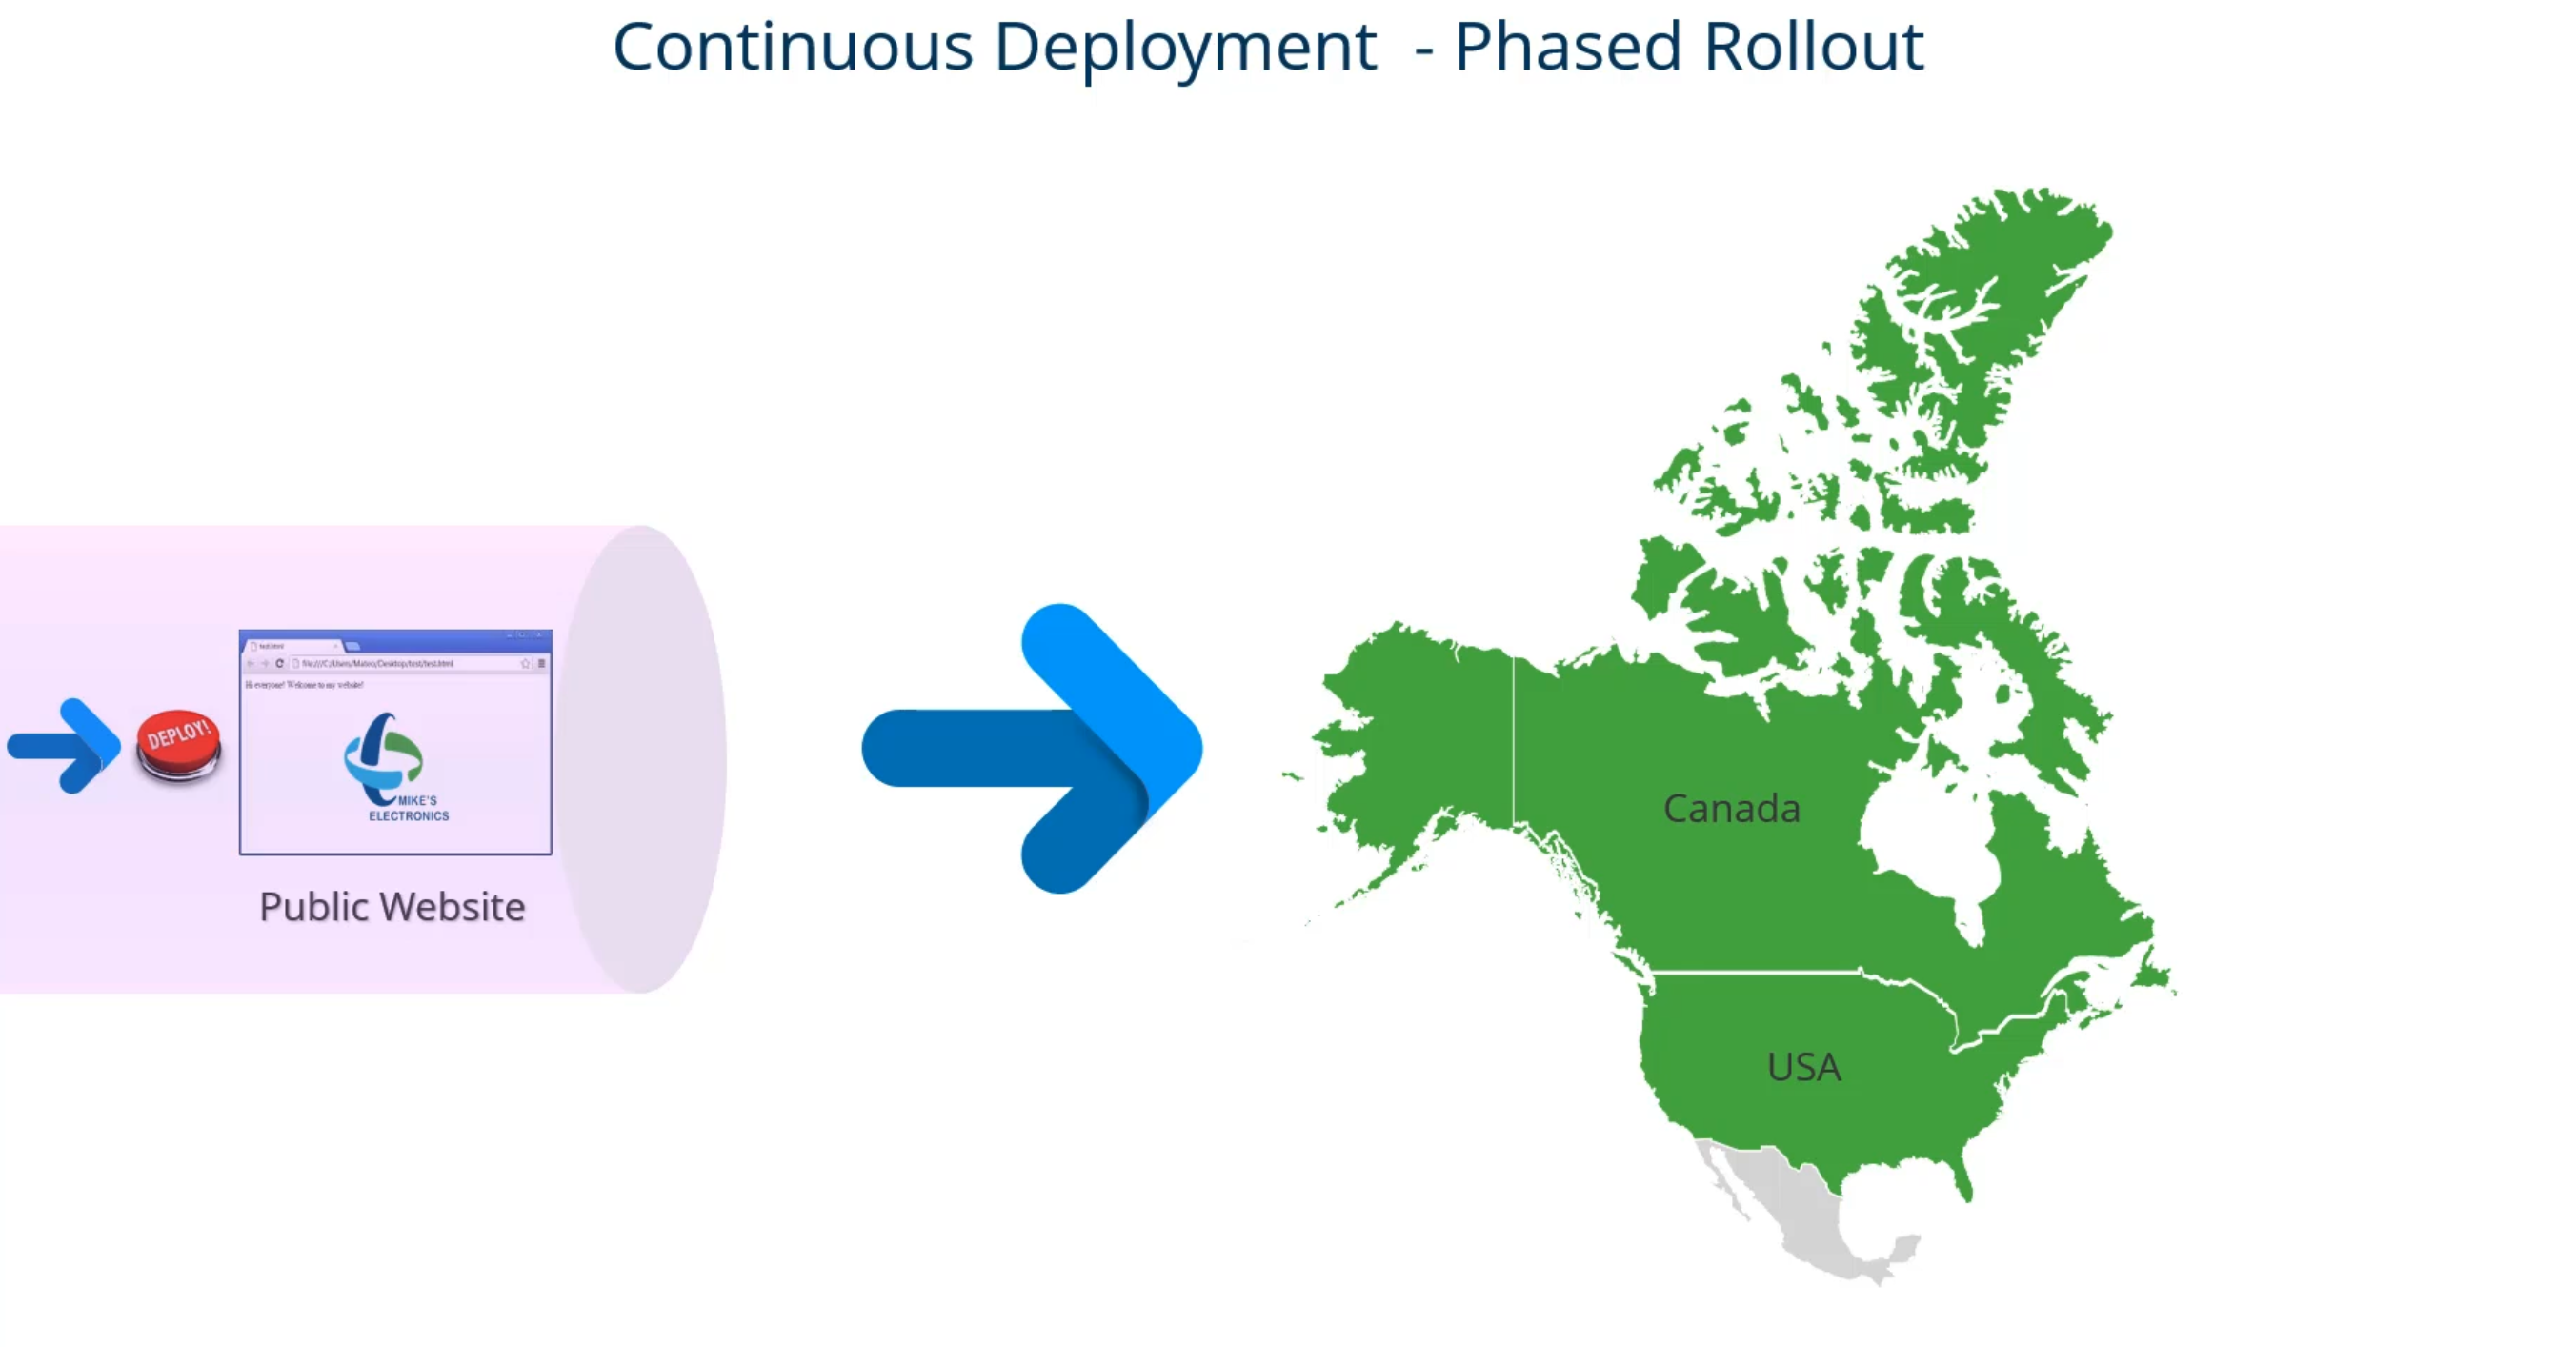 Continuous Deployment - Phased Rollout
test.html
file:///C:/Users/Mateo/Desktop/test/test.html
Hi everyone! Welcome to my website!
DEPLOY!
MIKE'S
ELECTRONICS
Public Website
Canada
USA